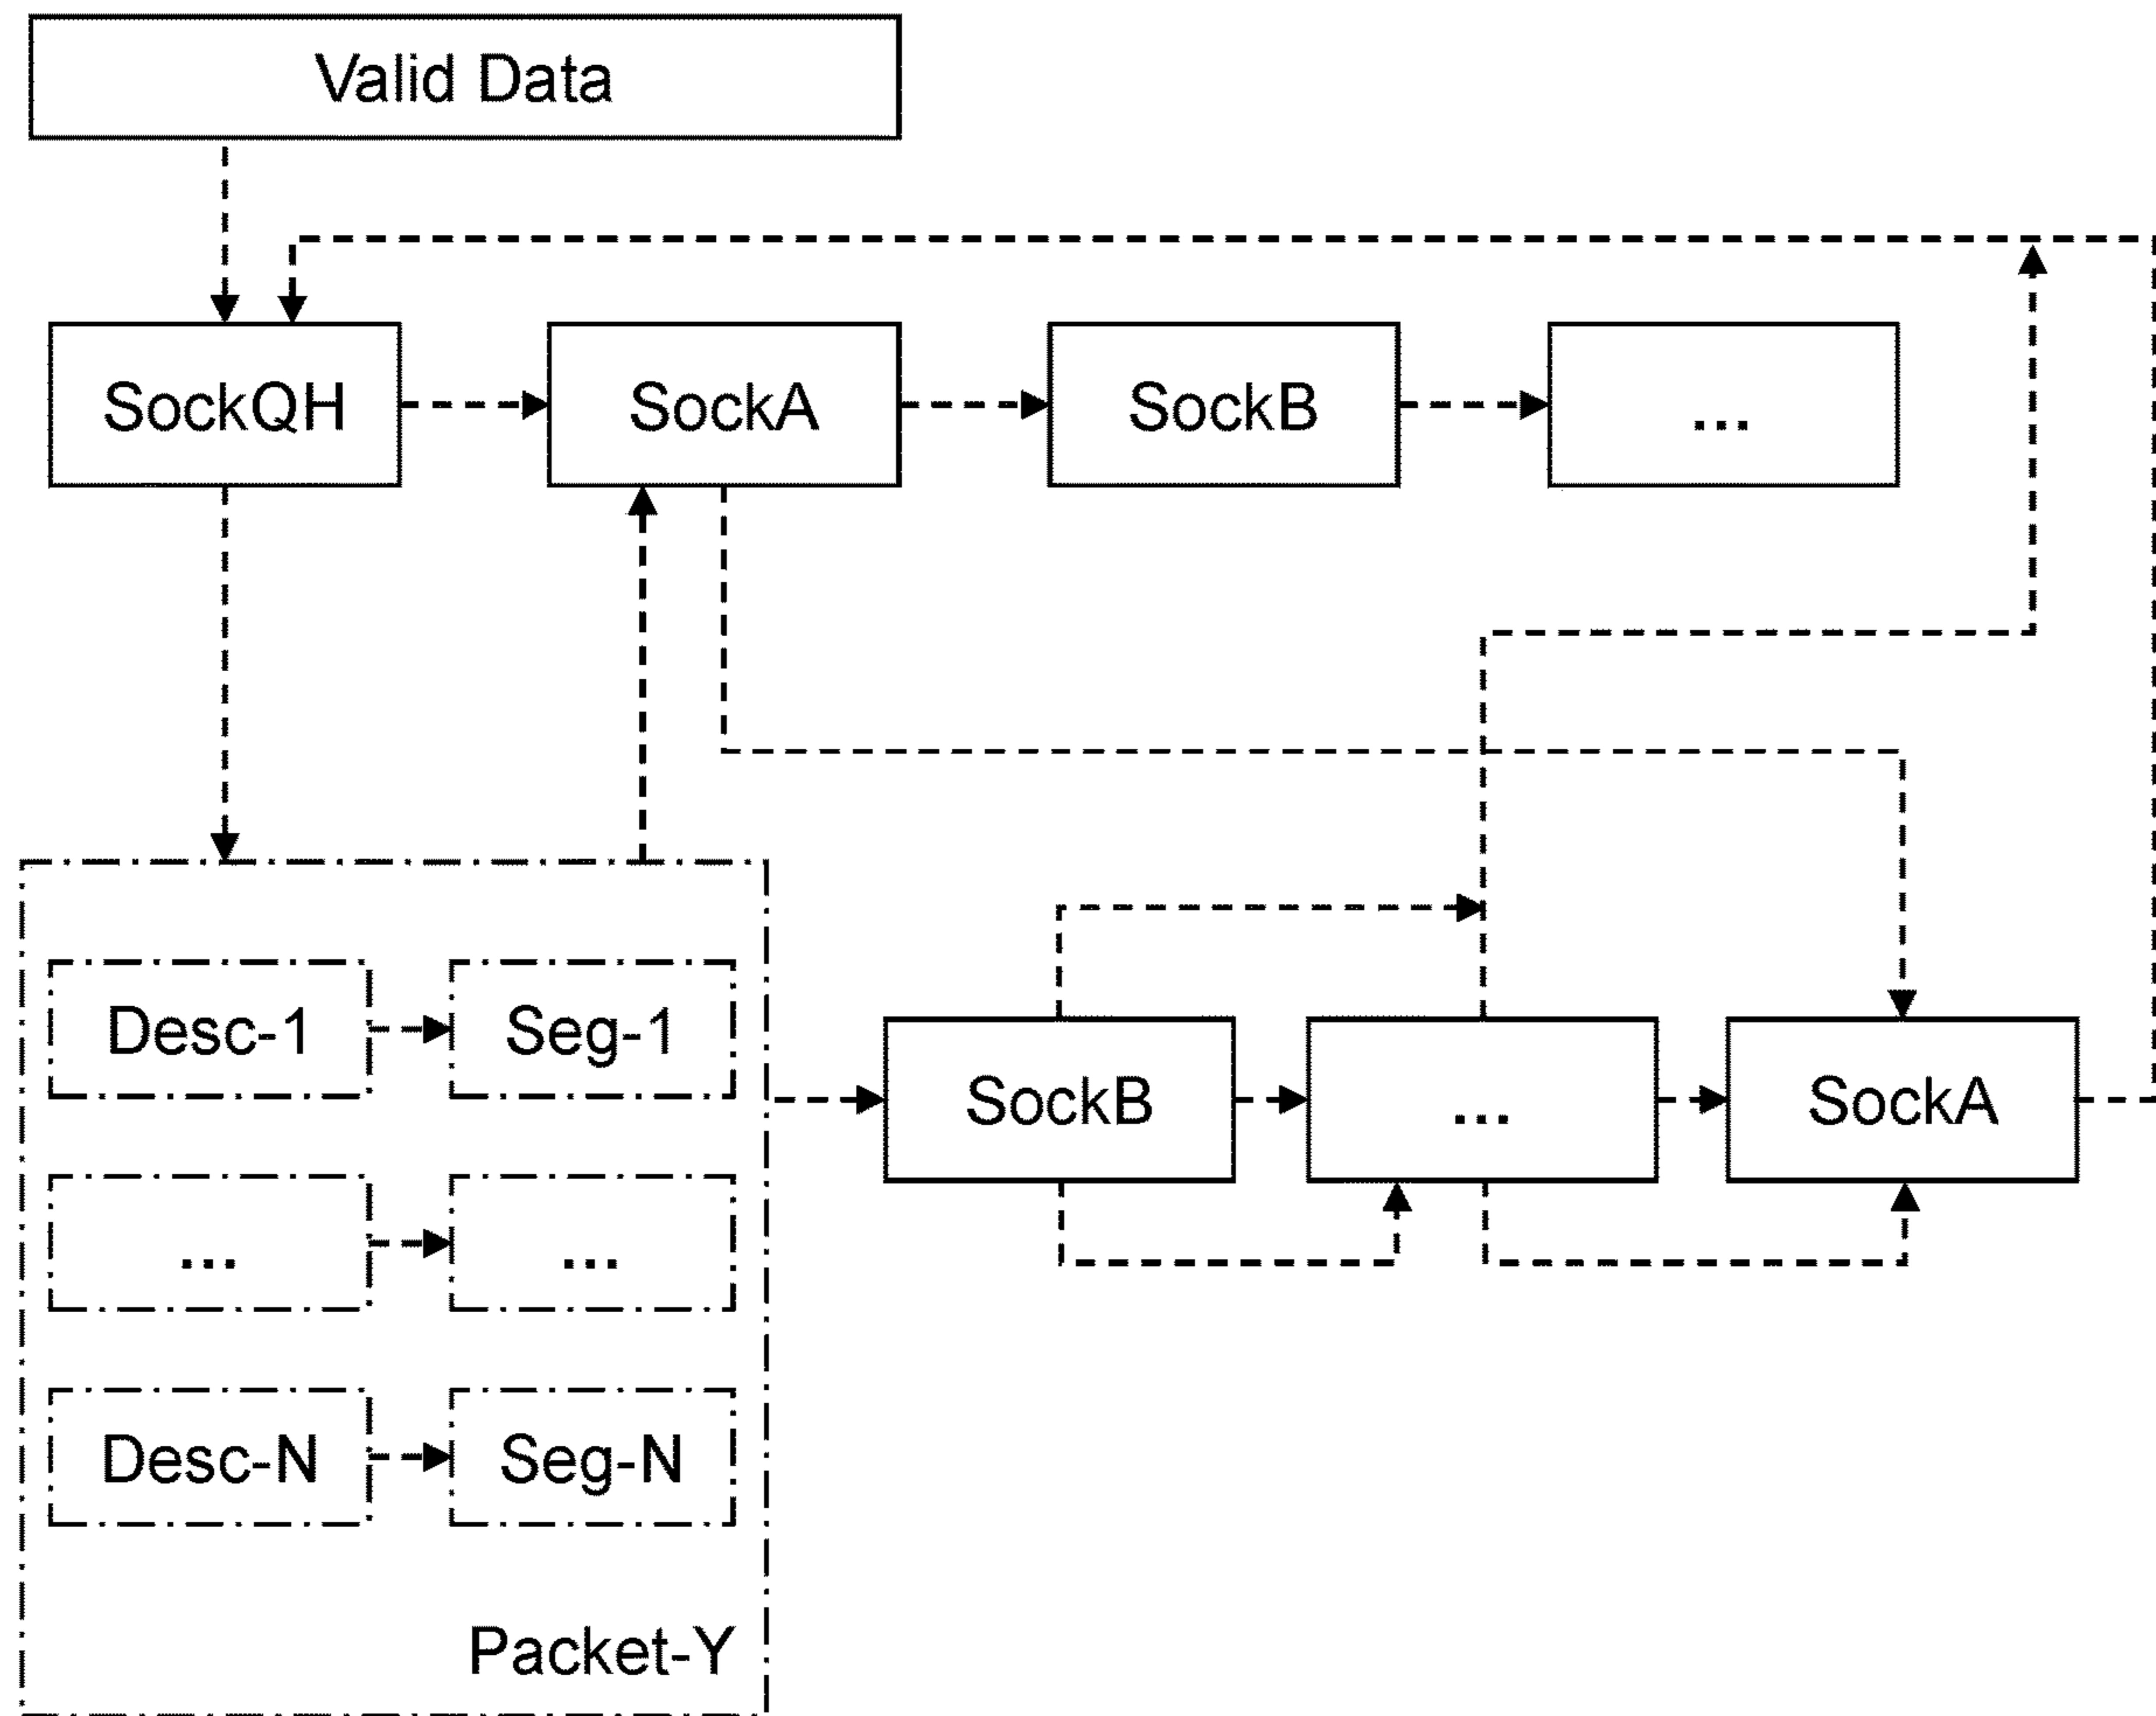 Valid Data
SockQH
SockA
SockB
...
Desc-1
Seg-1
SockB
...
SockA
...
...
Desc-N
Seg-N
Packet-Y